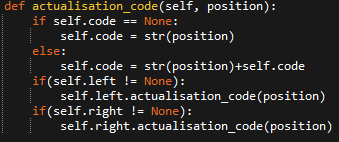 def actualisation_code(self, position):
    if self.code == None:
        self.code = str(position)
    else:
        self.code = str(position)+self.code
    if(self.left != None):
        self.left.actualisation_code(position)
    if(self.right != None):
        self.right.actualisation_code(position)